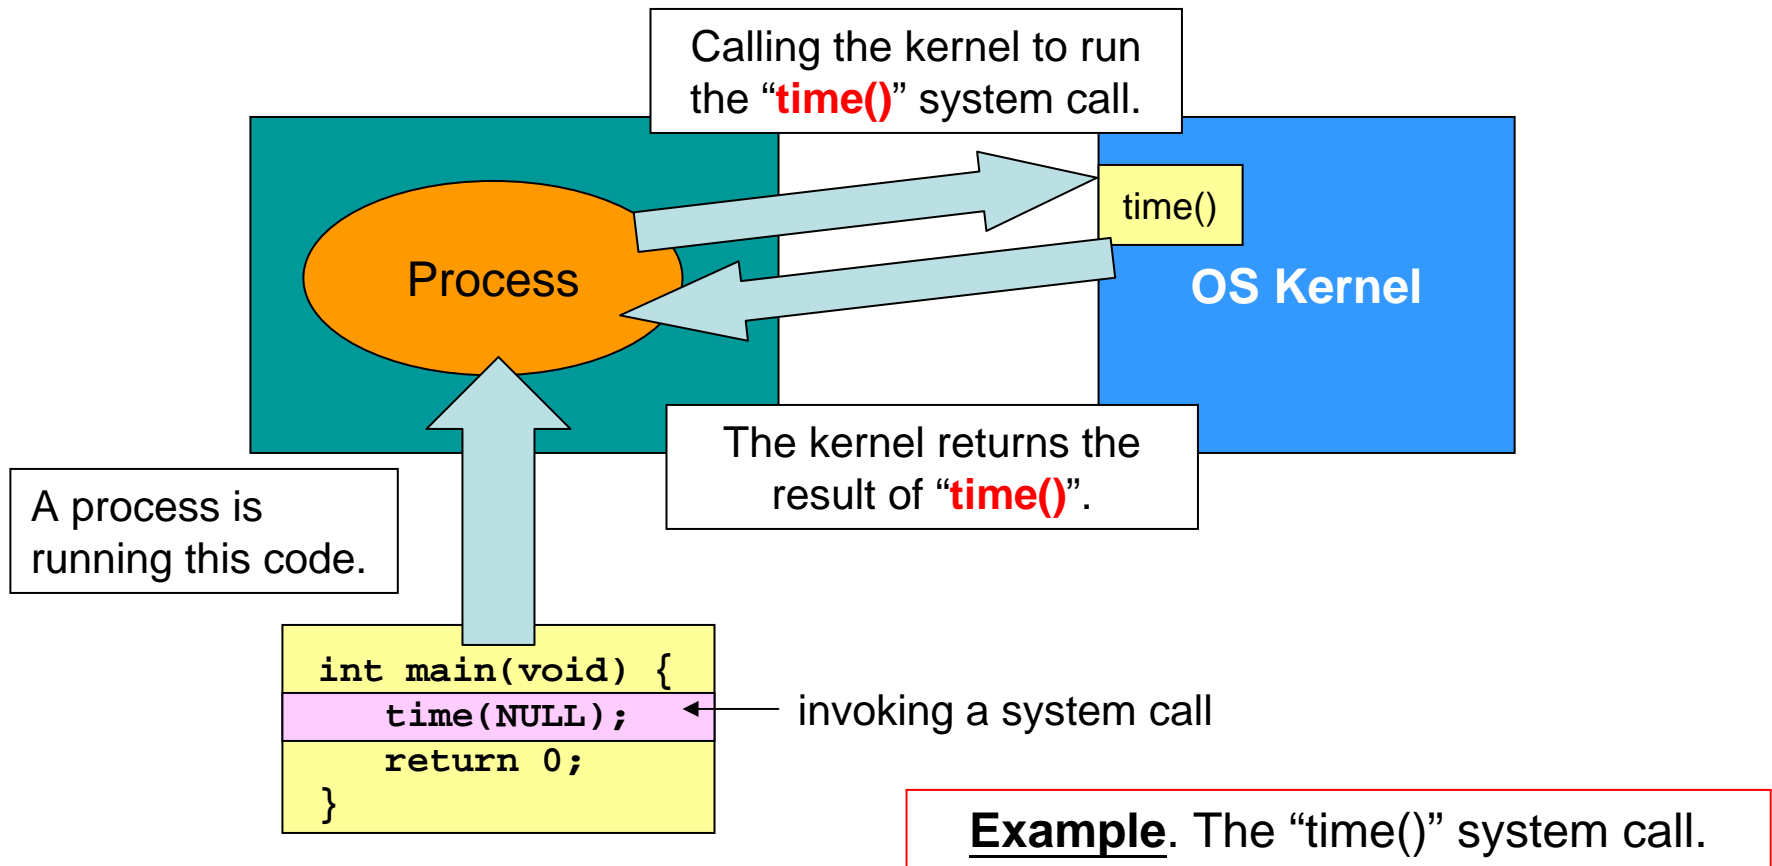 Calling the kernel to run
the “time()” system call.
time()
Process
OS Kernel
The kernel returns the
result of “time()”.
A process is
running this code.
int main(void) {
time(NULL);
return 0;
}
invoking a system call
Example. The “time()” system call.